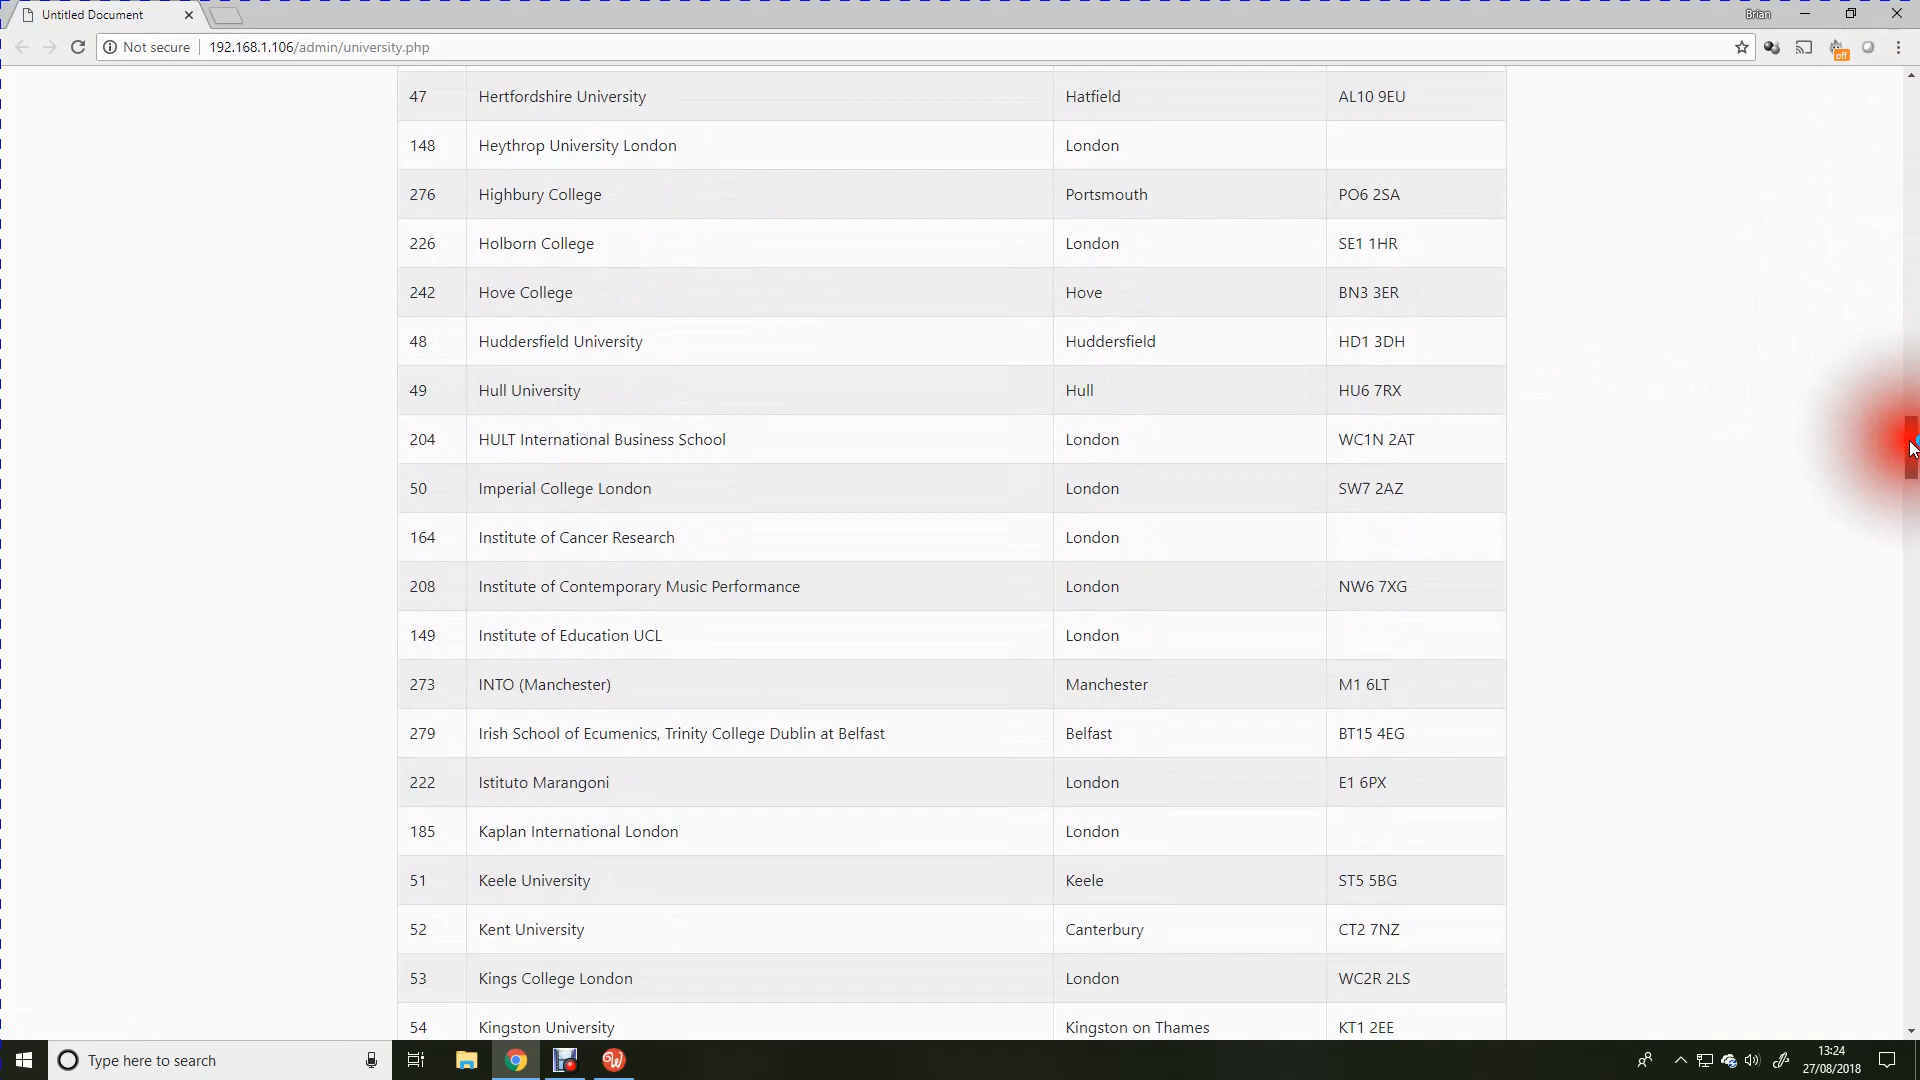 Untitled Document
Brian
Not secure 192.168.1.106/admin/university.php
off
47 Hertfordshire University Hatfield AL10 9EU
148 Heythrop University London London
276 Highbury College Portsmouth PO6 2SA
226 Holborn College London SE1 1HR
242 Hove College Hove BN3 3ER
48 Huddersfield University Huddersfield HD1 3DH
49 Hull University Hull HU6 7RX
204 HULT International Business School London WC1N 2AT
50 Imperial College London London SW7 2AZ
164 Institute of Cancer Research London
208 Institute of Contemporary Music Performance London NW6 7XG
149 Institute of Education UCL London
273 INTO (Manchester) Manchester M1 6LT
279 Irish School of Ecumenics, Trinity College Dublin at Belfast Belfast BT15 4EG
222 Istituto Marangoni London E1 6PX
185 Kaplan International London London
51 Keele University Keele ST5 5BG
52 Kent University Canterbury CT2 7NZ
53 Kings College London London WC2R 2LS
54 Kingston University Kingston on Thames KT1 2EE
Type here to search
13:24
27/08/2018